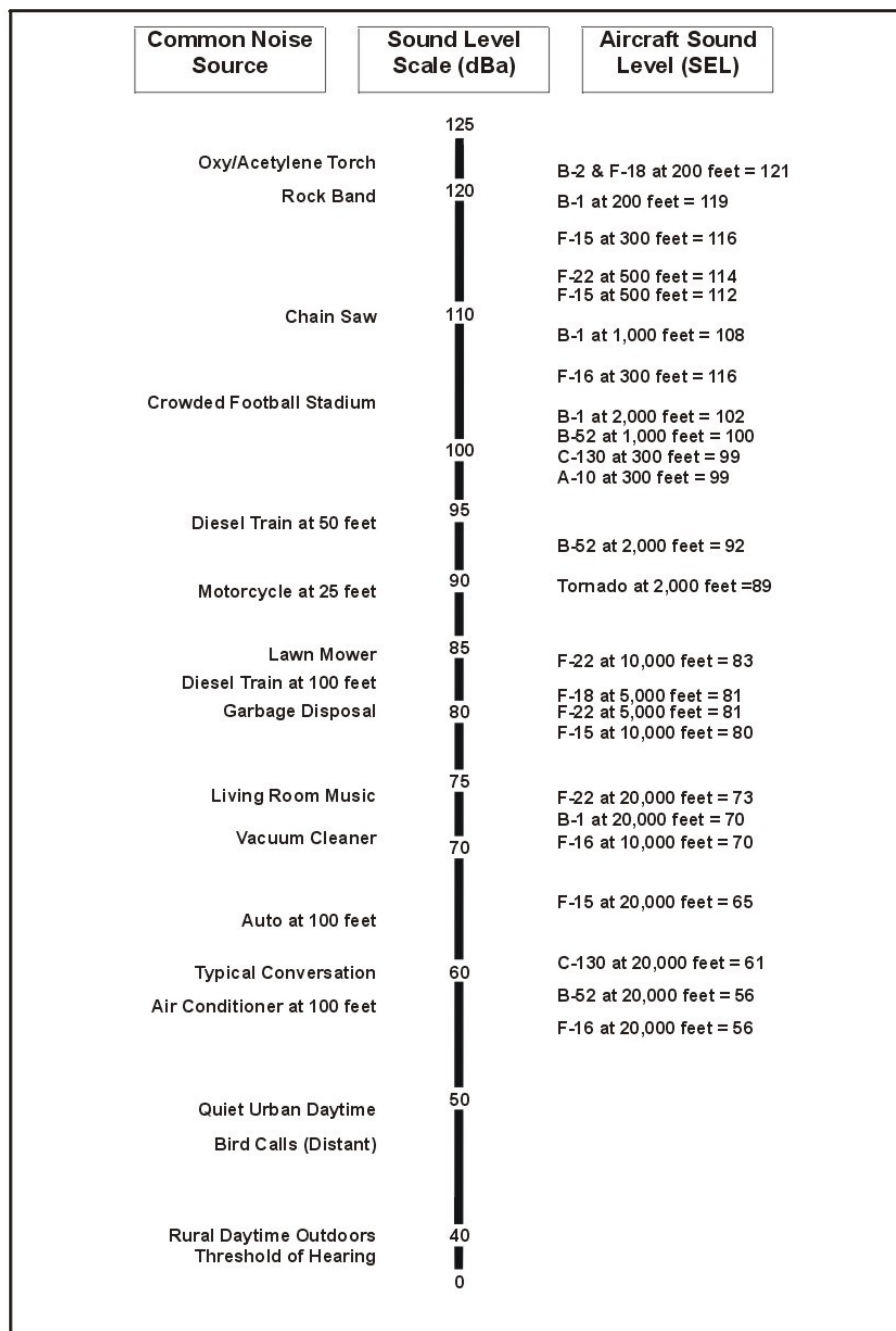 Common Noise
Source
Sound Level
Scale (dBa)
Aircraft Sound
Level (SEL)
125
Oxy/Acetylene Torch
B-2 & F-18 at 200 feet = 121
Rock Band
120
B-1 at 200 feet = 119
F-15 at 300 feet = 116
F-22 at 500 feet = 114
F-15 at 500 feet = 112
Chain Saw
110
B-1 at 1,000 feet = 108
F-16 at 300 feet = 116
Crowded Football Stadium
B-1 at 2,000 feet = 102
B-52 at 1,000 feet = 100
100
C-130 at 300 feet = 99
A-10 at 300 feet = 99
95
Diesel Train at 50 feet
B-52 at 2,000 feet = 92
90
Tornado at 2,000 feet =89
Motorcycle at 25 feet
85
Lawn Mower
F-22 at 10,000 feet = 83
Diesel Train at 100 feet
F-18 at 5,000 feet = 81
Garbage Disposal
80
F-22 at 5,000 feet = 81
F-15 at 10,000 feet = 80
75
Living Room Music
F-22 at 20,000 feet = 73
B-1 at 20,000 feet = 70
Vacuum Cleaner
70
F-16 at 10,000 feet = 70
F-15 at 20,000 feet = 65
Auto at 100 feet
C-130 at 20,000 feet = 61
Typical Conversation
60
B-52 at 20,000 feet = 56
Air Conditioner at 100 feet
F-16 at 20,000 feet = 56
50
Quiet Urban Daytime
Bird Calls (Distant)
Rural Daytime Outdoors
40
Threshold of Hearing
0